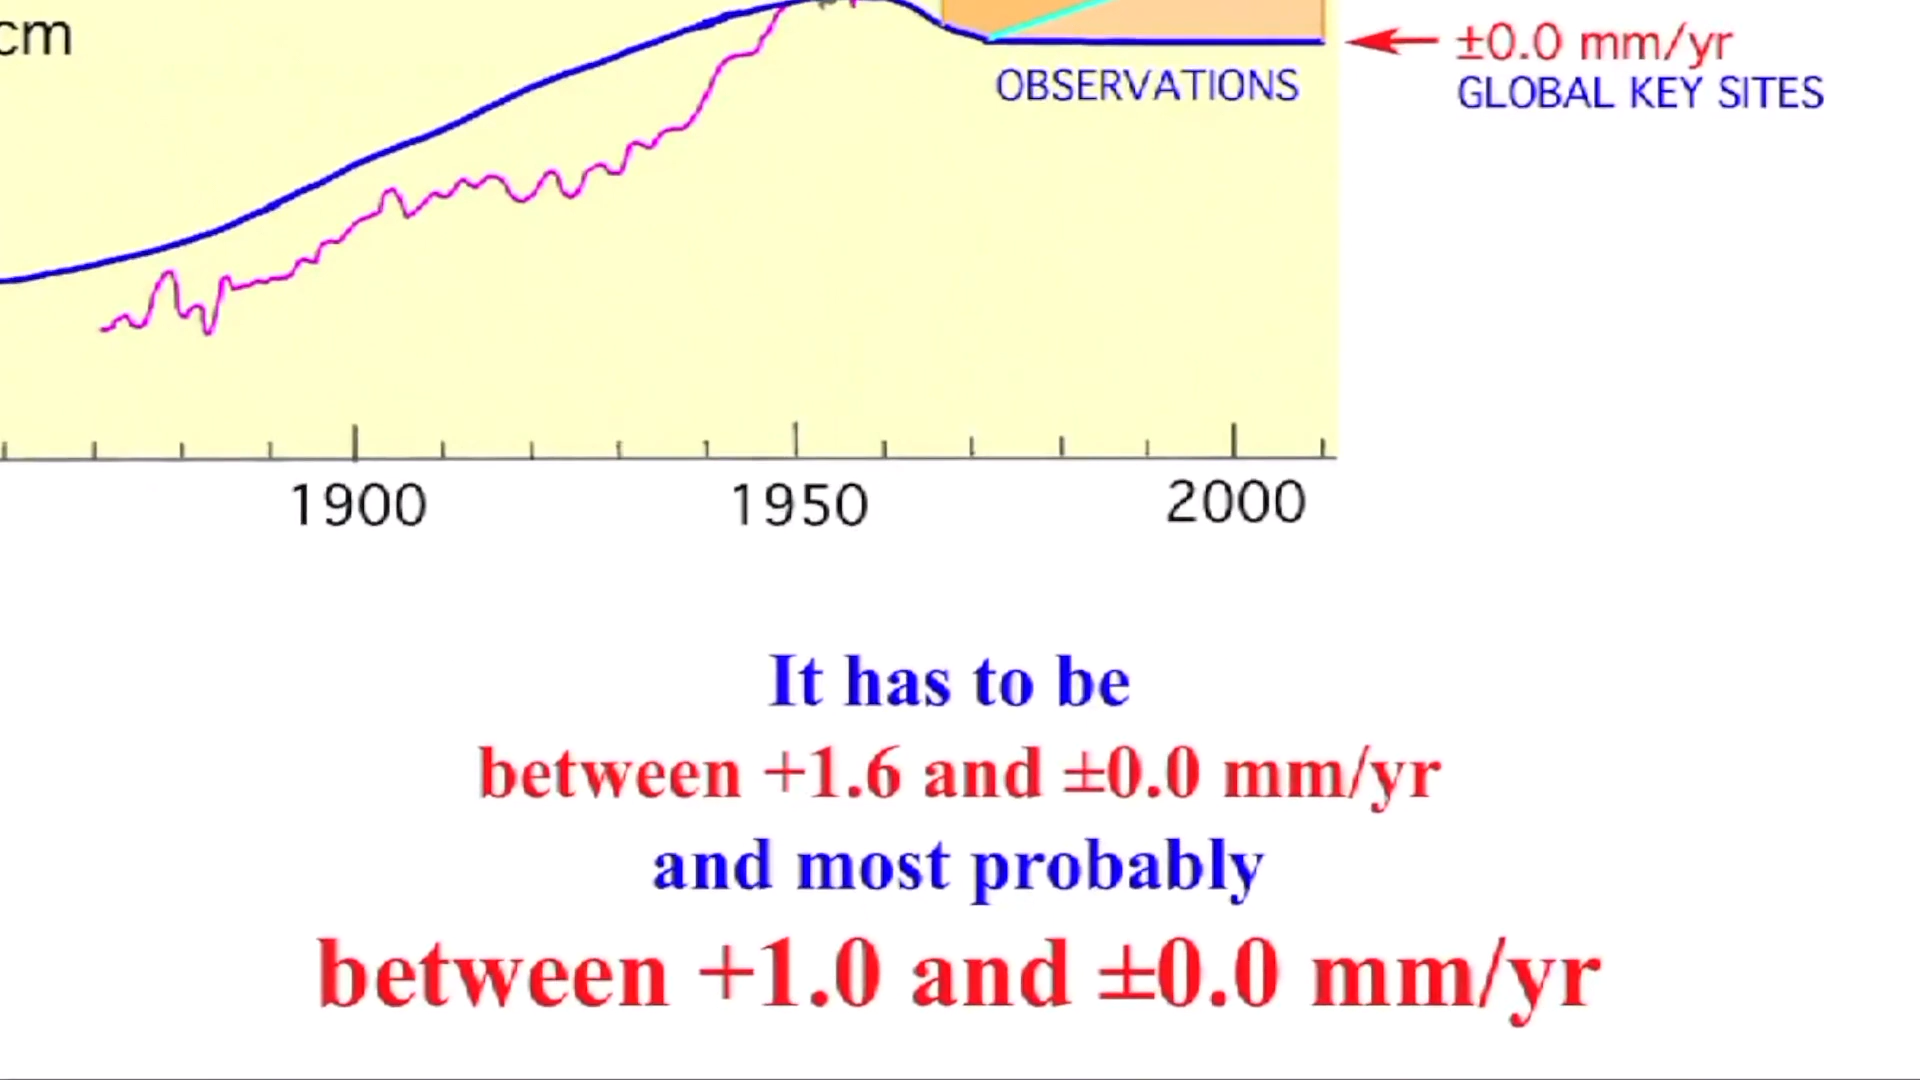 cm
±0.0 mm/yr
OBSERVATIONS
GLOBAL KEY SITES
1900 1950 2000
It has to be
between +1.6 and ±0.0 mm/yr
and most probably
between +1.0 and ±0.0 mm/yr